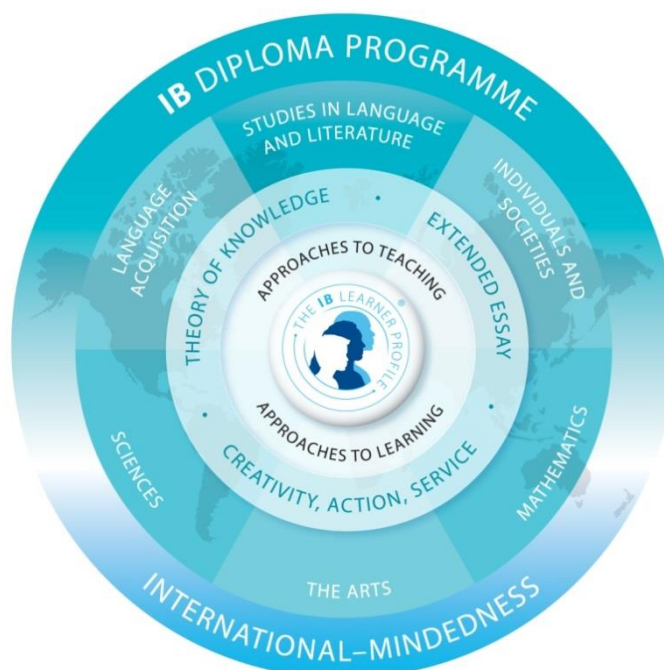 IB DIPLOMA PROGRAMME
STUDIES IN LANGUAGE
AND LITERATURE
LANGUAGE
ACQUISITION
INDIVIDUALS AND
SOCIETIES
THEORY OF KNOWLEDGE
·
EXTENDED ESSAY
APPROACHES TO TEACHING
THE IB LEARNER PROFILE
®
APPROACHES TO LEARNING
·
·
CREATIVITY, ACTION, SERVICE
SCIENCES
MATHEMATICS
THE ARTS
INTERNATIONAL–MINDEDNESS